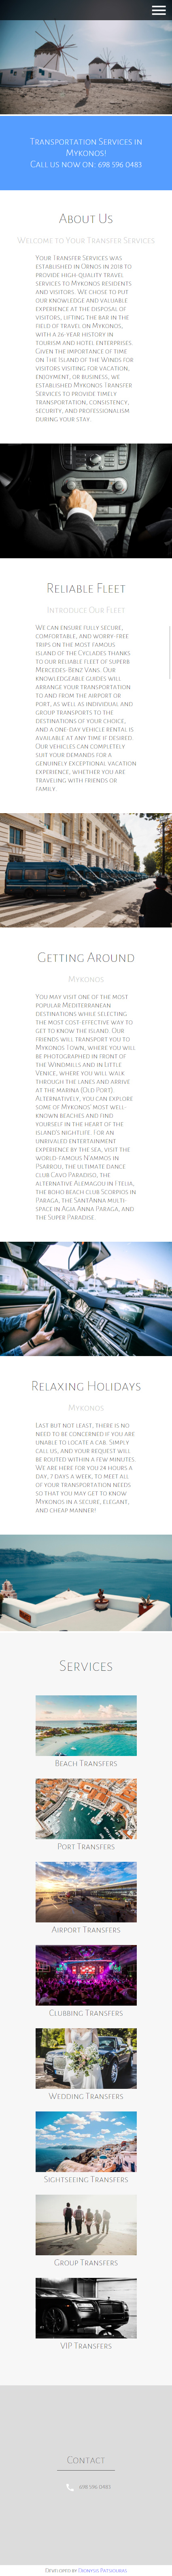 Transportation Services in
Mykonos!
Call us now on: 698 596 0483
About Us
Welcome to Your Transfer Services
Your Transfer Services was
established in Ornos in 2018 to
provide high-quality travel
services to Mykonos residents
and visitors. We chose to put
our knowledge and valuable
experience at the disposal of
visitors, lifting the bar in the
field of travel on Mykonos,
with a 26-year history in
tourism and hotel enterprises.
Given the importance of time
on The Island of the Winds for
visitors visiting for vacation,
enjoyment, or business, we
established Mykonos Transfer
Services to provide timely
transportation, consistency,
security, and professionalism
during your stay.
Reliable Fleet
Introduce Our Fleet
We can ensure fully secure,
comfortable, and worry-free
trips on the most famous
island of the Cyclades thanks
to our reliable fleet of superb
Mercedes-Benz Vans. Our
knowledgeable guides will
arrange your transportation
to and from the airport or
port, as well as individual and
group transports to the
destinations of your choice,
and a one-day vehicle rental is
available at any time if desired.
Our vehicles can completely
suit your demands for a
genuinely exceptional vacation
experience, whether you are
traveling with friends or
family.
Getting Around
Mykonos
You may visit one of the most
popular Mediterranean
destinations while selecting
the most cost-effective way to
get to know the island. Our
friends will transport you to
Mykonos Town, where you will
be photographed in front of
the Windmills and in Little
Venice, where you will walk
through the lanes and arrive
at the marina (Old Port).
Alternatively, you can explore
some of Mykonos' most well-
known beaches and find
yourself in the heart of the
island's nightlife. For an
unrivaled entertainment
experience by the sea, visit the
world-famous N'ammos in
Psarrou, the ultimate dance
club Cavo Paradiso, the
alternative Alemagou in Ftelia,
the boho beach club Scorpios in
Paraga, the SantAnna multi-
space in Agia Anna Paraga, and
the Super Paradise.
Relaxing Holidays
Mykonos
Last but not least, there is no
need to be concerned if you are
unable to locate a cab. Simply
call us, and your request will
be routed within a few minutes.
We are here for you 24 hours a
day, 7 days a week, to meet all
of your transportation needs
so that you may get to know
Mykonos in a secure, elegant,
and cheap manner!
Services
Beach Transfers
Port Transfers
Airport Transfers
Clubbing Transfers
Wedding Transfers
Sightseeing Transfers
Group Transfers
VIP Transfers
Contact
698 596 0483
Developed by Dionysis Patsiouras